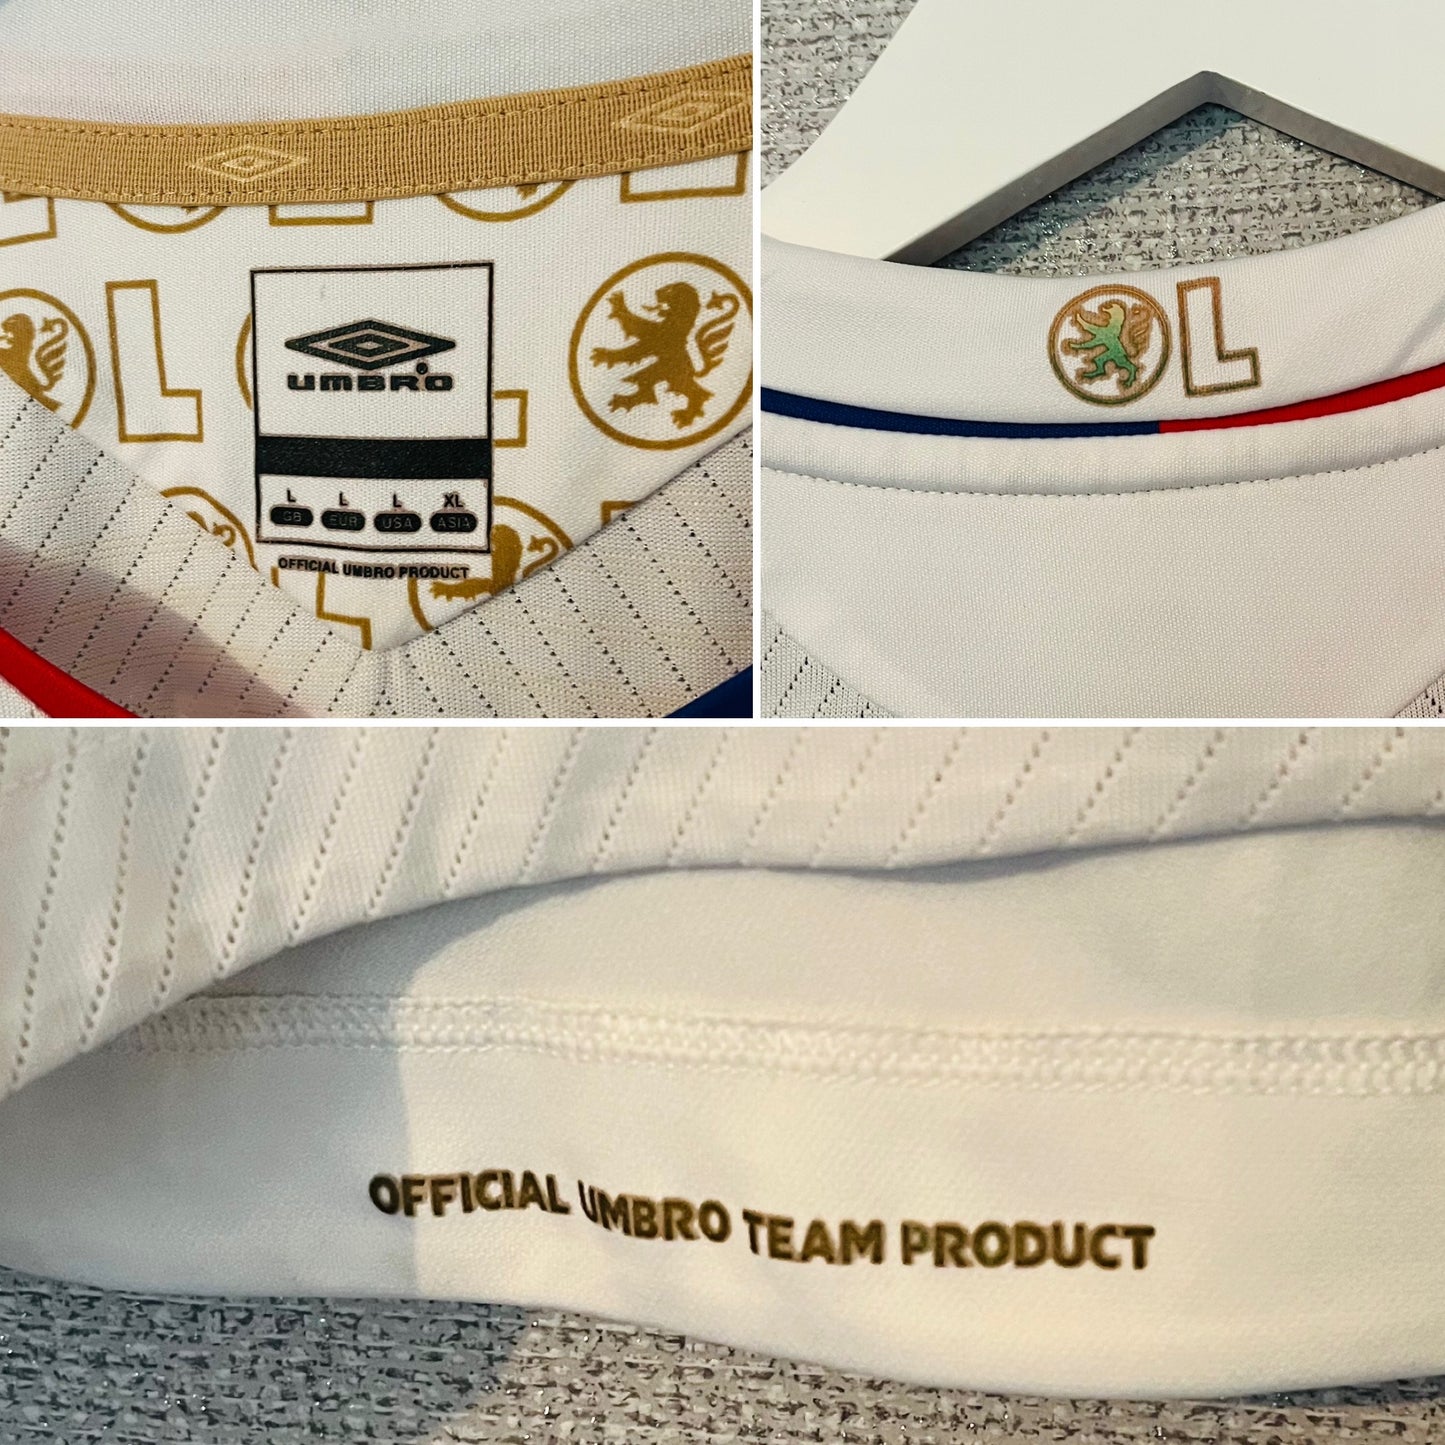 L
L
UMBRO
L L L XL
GB EUR USA ASIA
OFFICIAL UMBRO PRODUCT
L
OL
OFFICIAL UMBRO TEAM PRODUCT